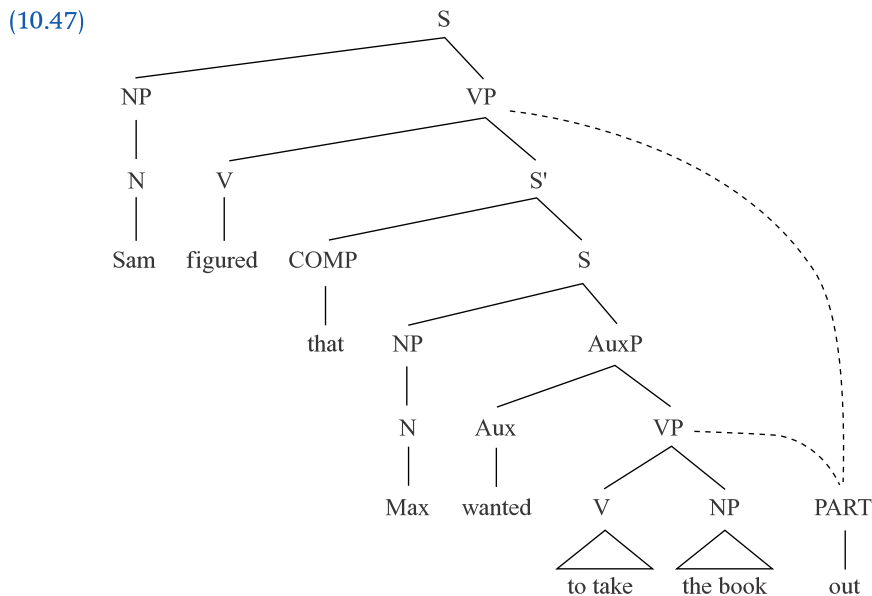 (10.47) S
NP VP
N V S'
Sam figured COMP S
that NP AuxP
N Aux VP
Max wanted V NP PART
to take the book out